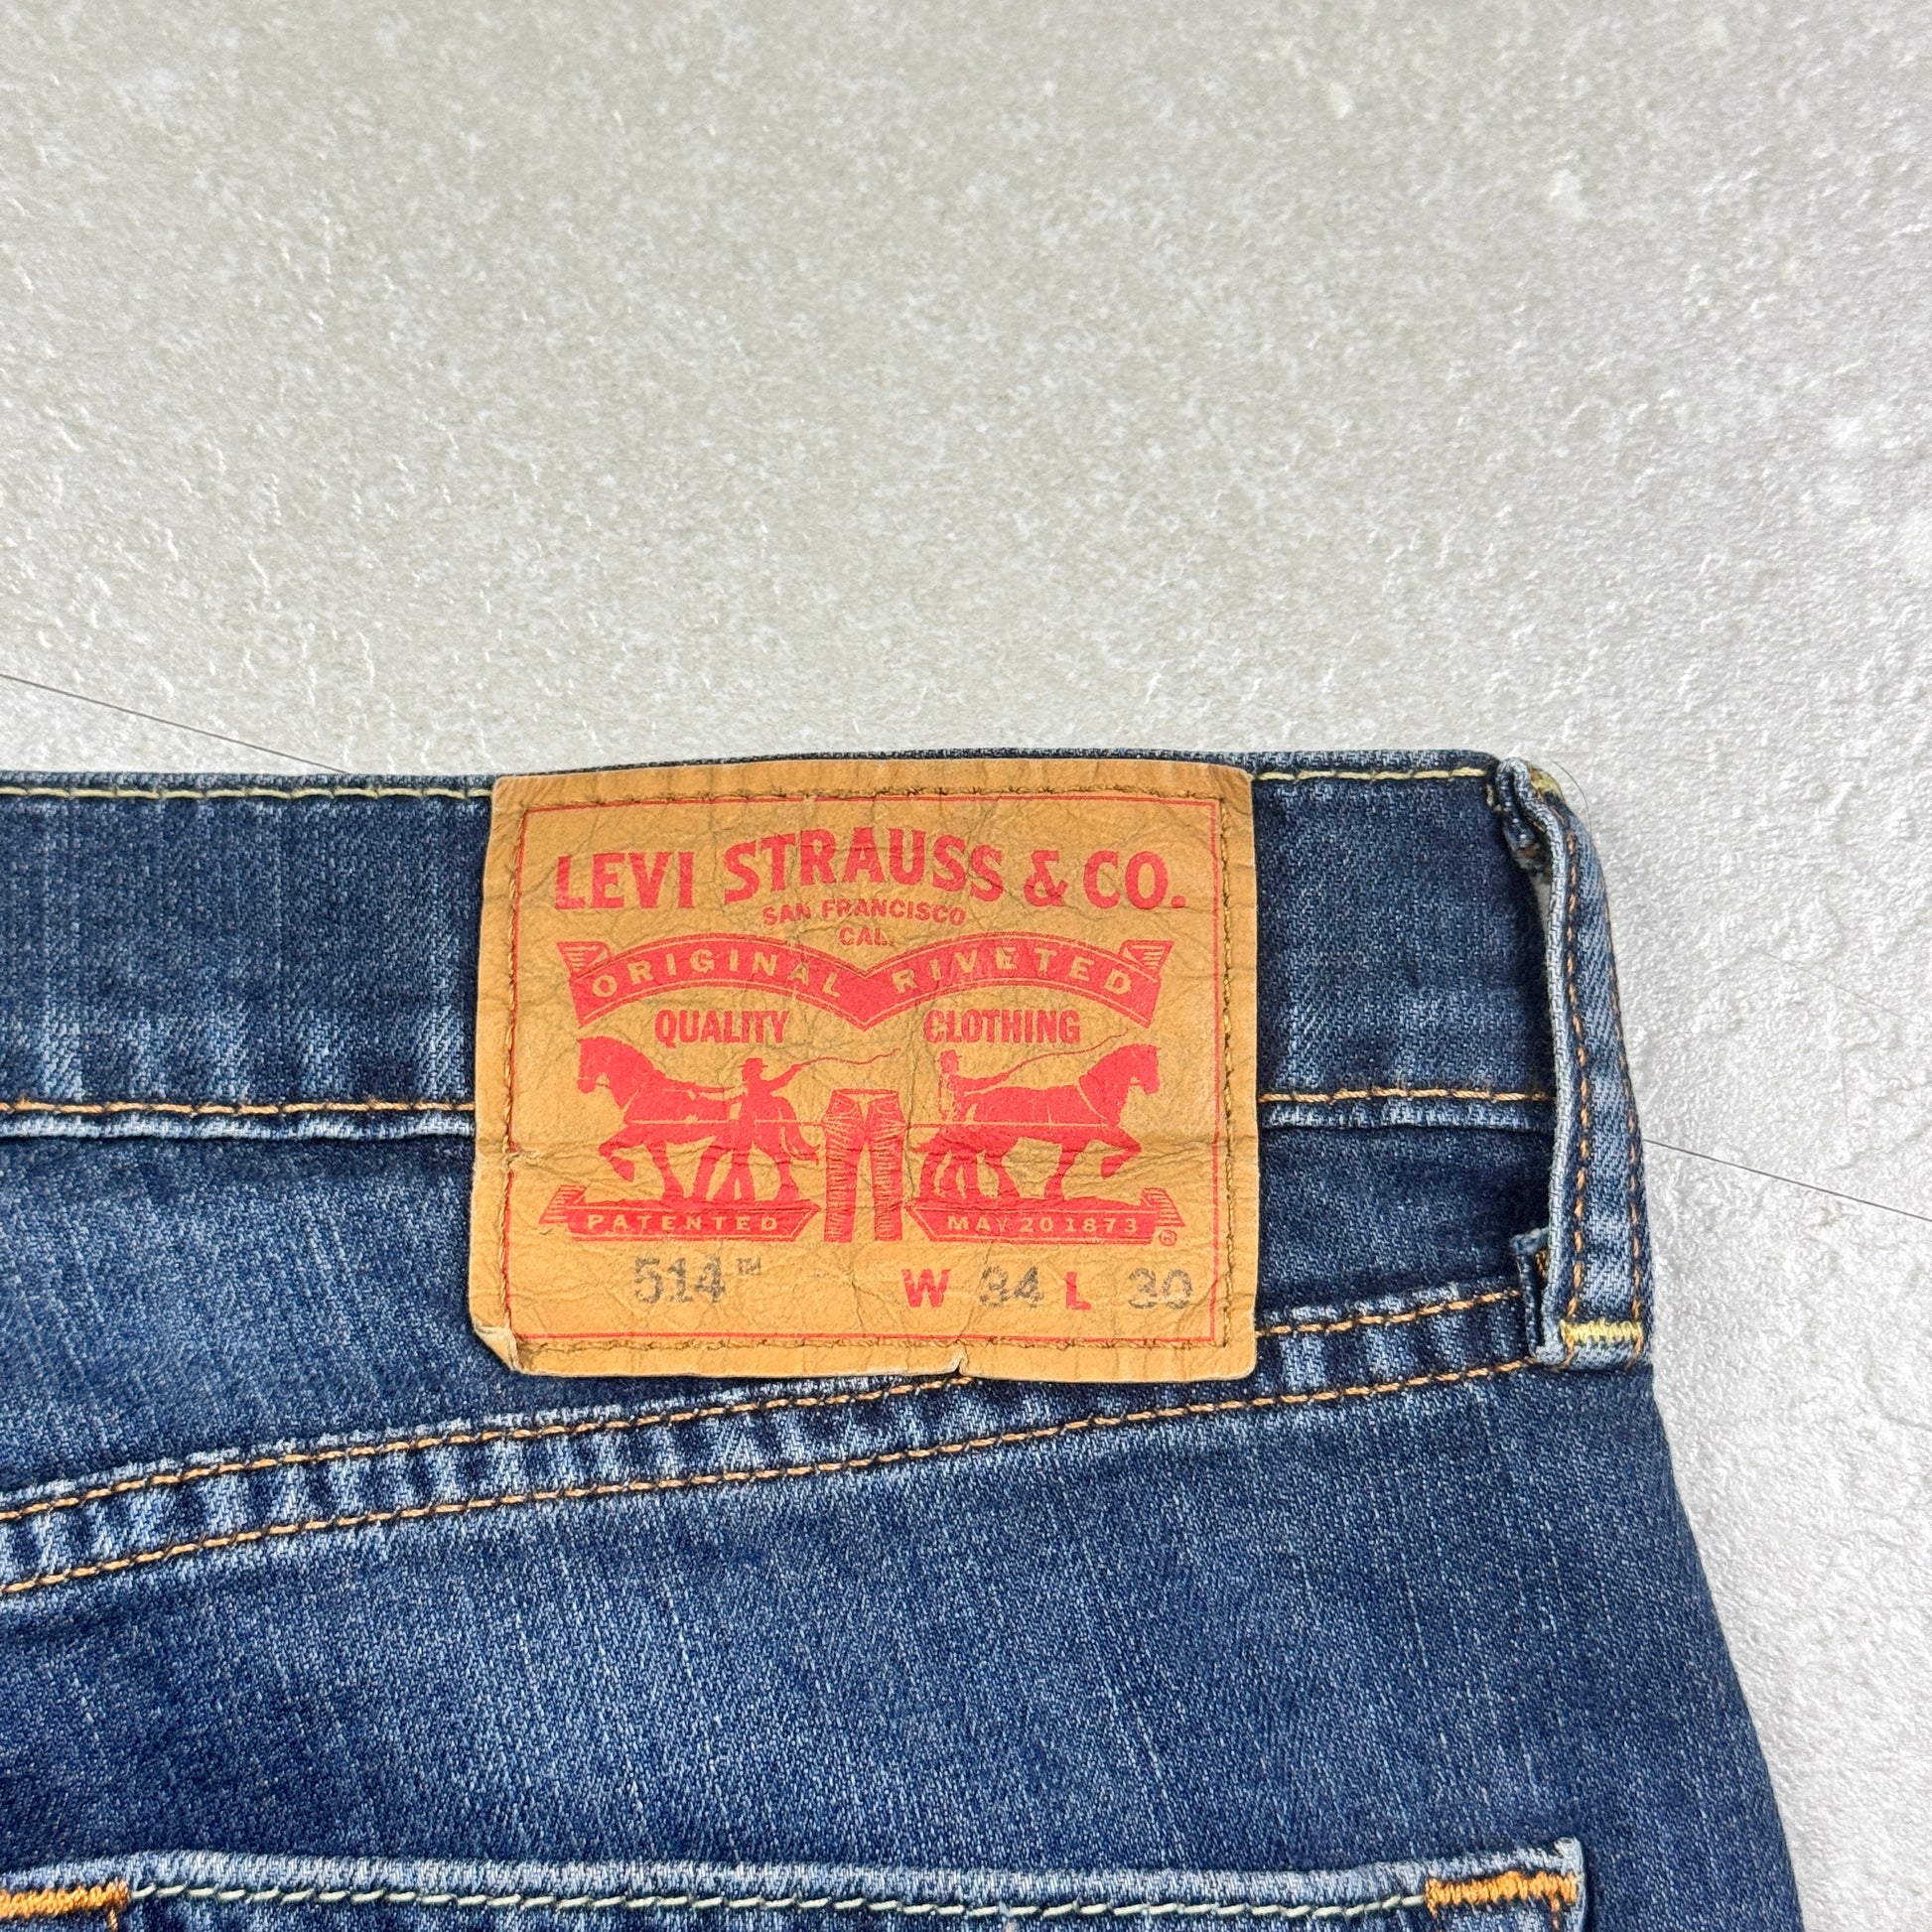 LEVI STRAUSS & CO.
SAN FRANCISCO
CAL.
ORIGINAL RIVETED
QUALITY CLOTHING
PATENTED MAY 20 1873 ®
514™ W 34 L 30